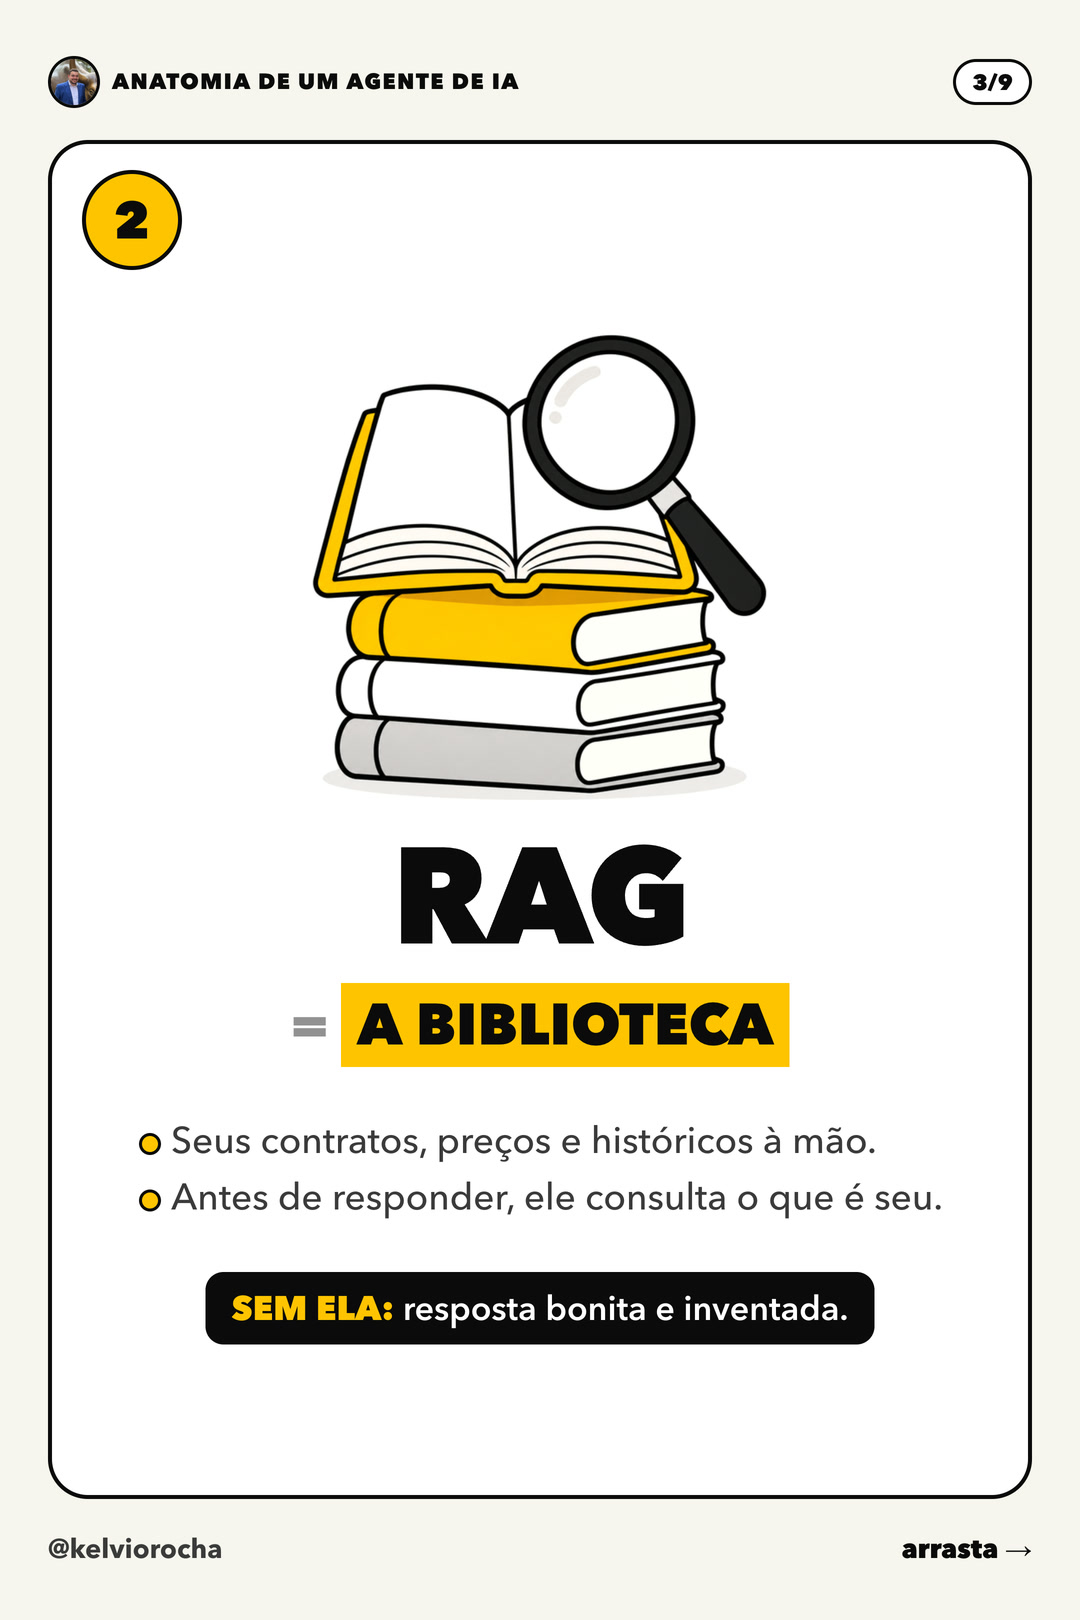 ANATOMIA DE UM AGENTE DE IA
3/9
2
RAG
= A BIBLIOTECA
Seus contratos, preços e históricos à mão.
Antes de responder, ele consulta o que é seu.
SEM ELA: resposta bonita e inventada.
@kelviorocha
arrasta →